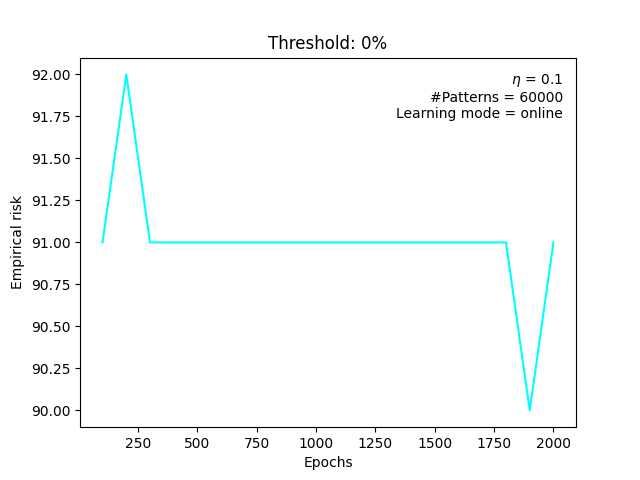 Threshold: 0%
η = 0.1
#Patterns = 60000
Learning mode = online
Empirical risk
92.00
91.75
91.50
91.25
91.00
90.75
90.50
90.25
90.00
250 500 750 1000 1250 1500 1750 2000
Epochs